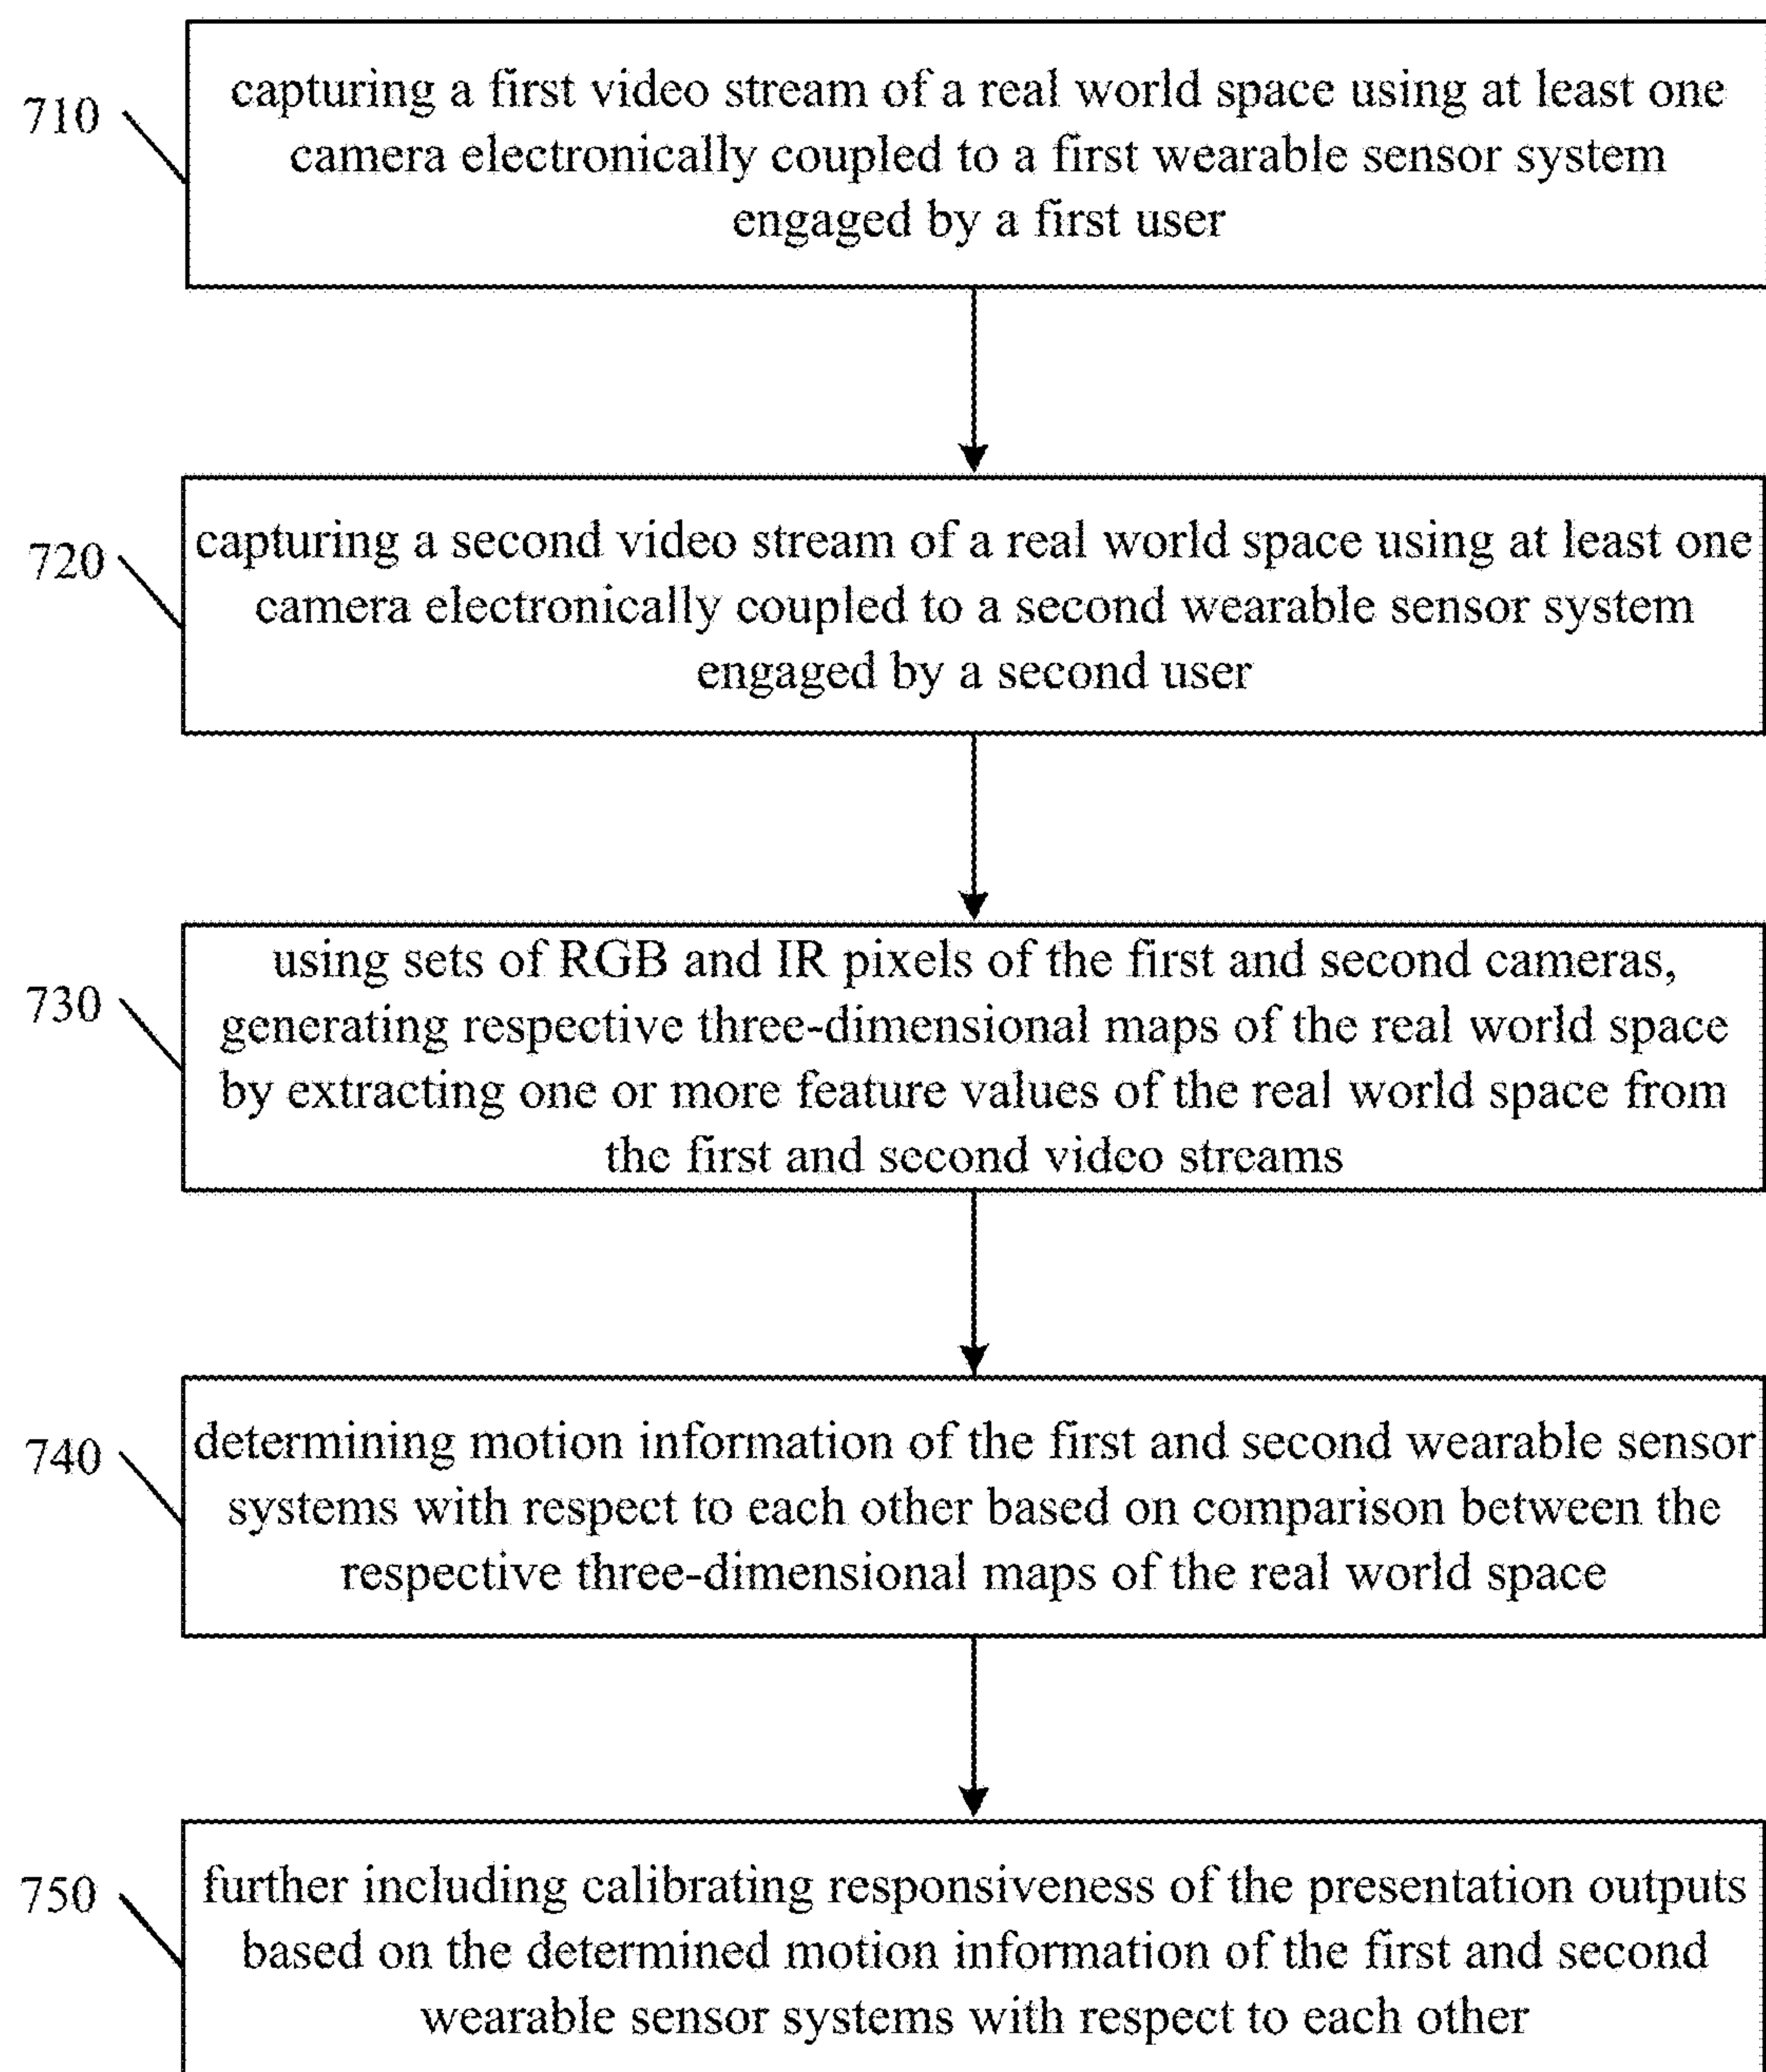 710
capturing a first video stream of a real world space using at least one
camera electronically coupled to a first wearable sensor system
engaged by a first user
720
capturing a second video stream of a real world space using at least one
camera electronically coupled to a second wearable sensor system
engaged by a second user
730
using sets of RGB and IR pixels of the first and second cameras,
generating respective three-dimensional maps of the real world space
by extracting one or more feature values of the real world space from
the first and second video streams
740
determining motion information of the first and second wearable sensor
systems with respect to each other based on comparison between the
respective three-dimensional maps of the real world space
750
further including calibrating responsiveness of the presentation outputs
based on the determined motion information of the first and second
wearable sensor systems with respect to each other